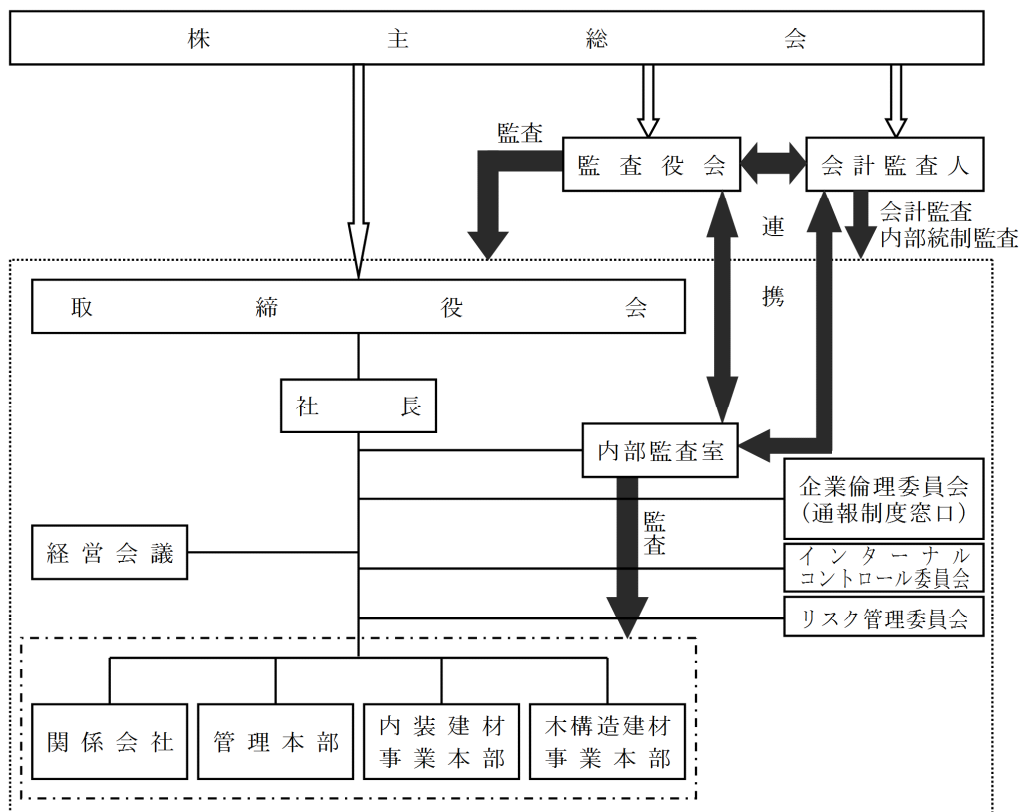 株主総会
監査
監査役会
会計監査人
会計監査
内部統制監査
連
携
取締役会
社長
内部監査室
企業倫理委員会
(通報制度窓口)
監
査
経営会議
インターナル
コントロール委員会
リスク管理委員会
関係会社
管理本部
内装建材
事業本部
木構造建材
事業本部